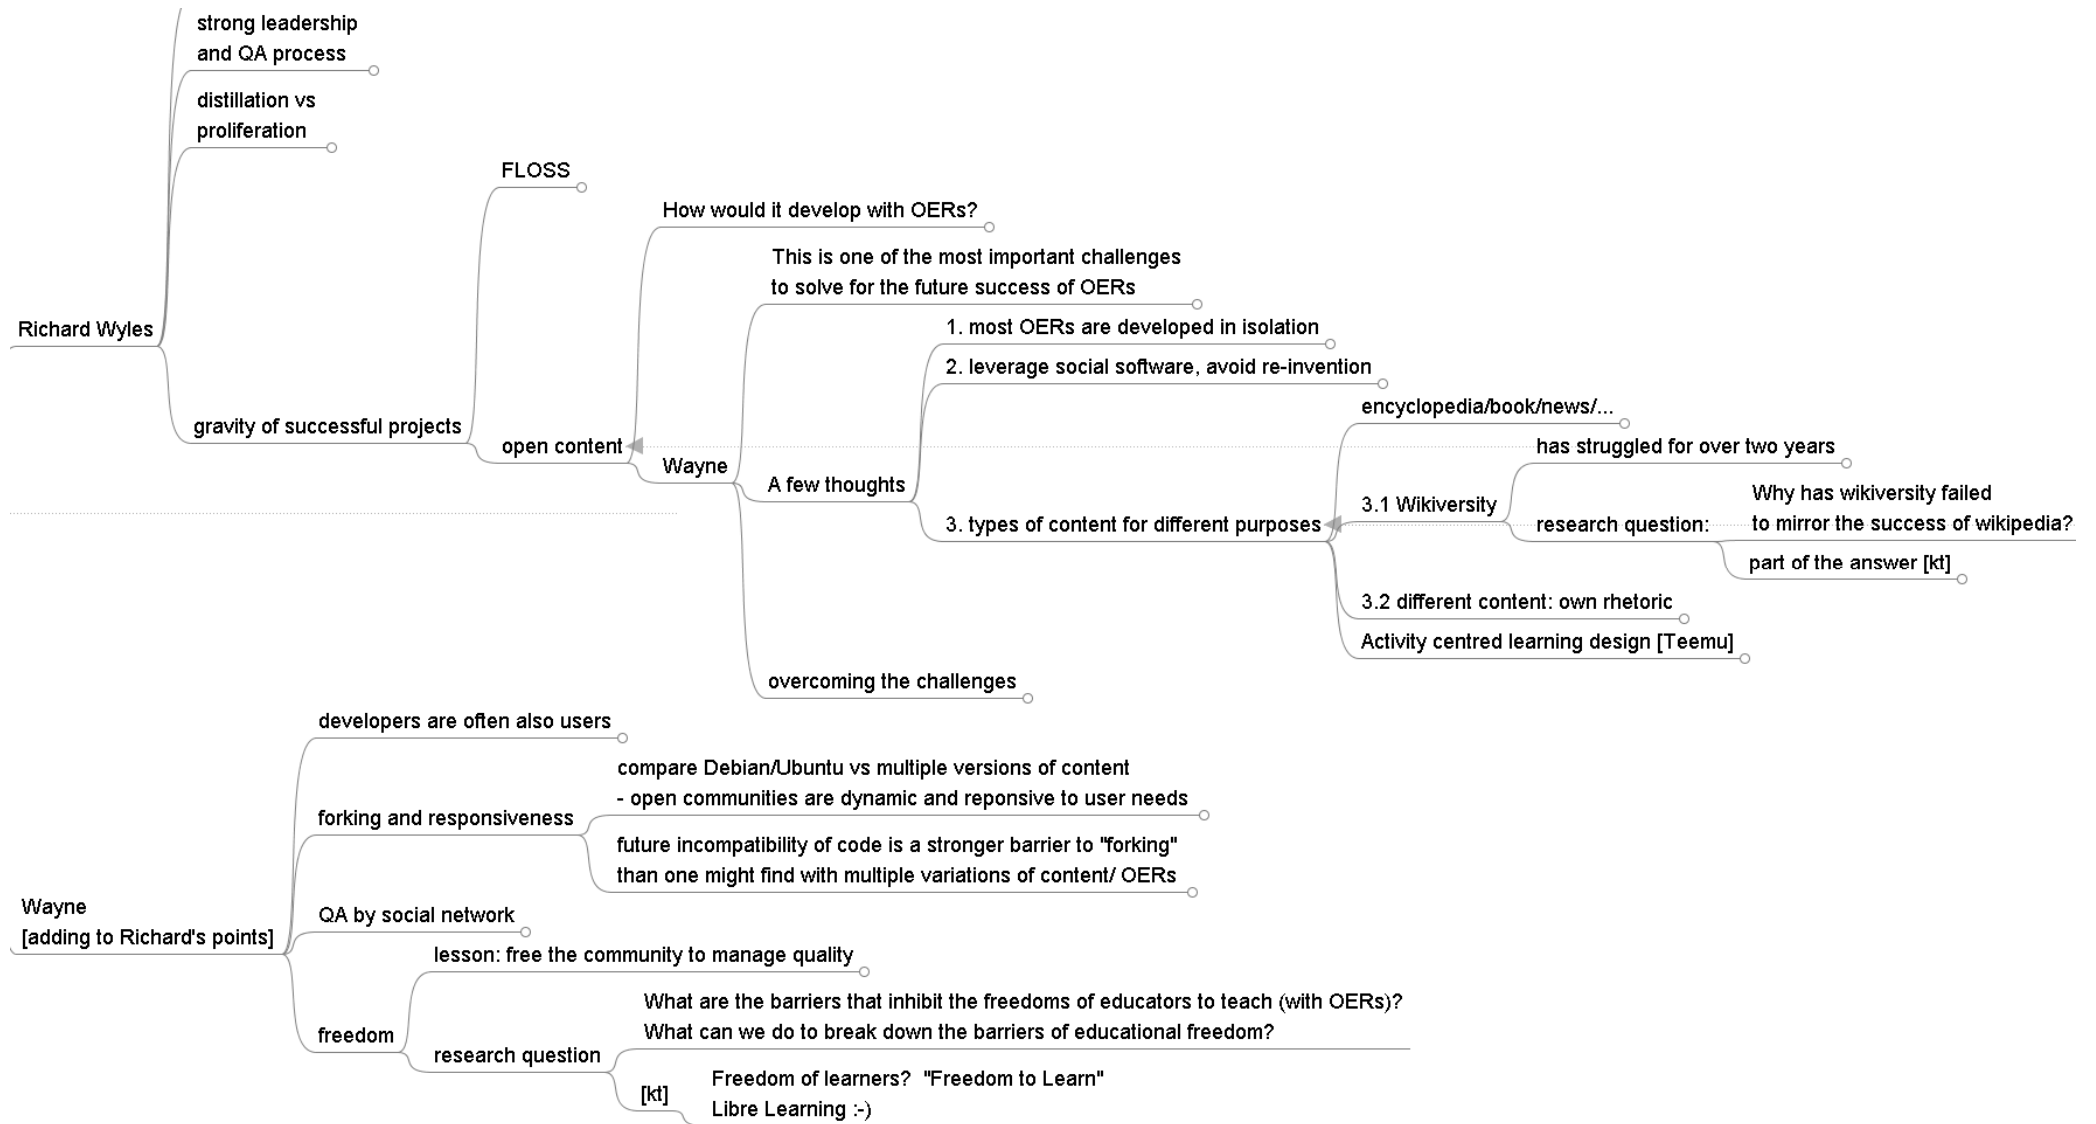 strong leadership
and QA process
distillation vs
proliferation
FLOSS
How would it develop with OERs?
This is one of the most important challenges
to solve for the future success of OERs
1. most OERs are developed in isolation
Richard Wyles
2. leverage social software, avoid re-invention
encyclopedia/book/news/...
gravity of successful projects
open content
has struggled for over two years
Wayne
A few thoughts
3.1 Wikiversity
Why has wikiversity failed
to mirror the success of wikipedia?
3. types of content for different purposes
research question:
part of the answer [kt]
3.2 different content: own rhetoric
Activity centred learning design [Teemu]
overcoming the challenges
developers are often also users
compare Debian/Ubuntu vs multiple versions of content
- open communities are dynamic and reponsive to user needs
forking and responsiveness
future incompatibility of code is a stronger barrier to "forking"
than one might find with multiple variations of content/ OERs
Wayne
[adding to Richard's points]
QA by social network
lesson: free the community to manage quality
What are the barriers that inhibit the freedoms of educators to teach (with OERs)?
What can we do to break down the barriers of educational freedom?
freedom
research question
[kt]
Freedom of learners? "Freedom to Learn"
Libre Learning :-)